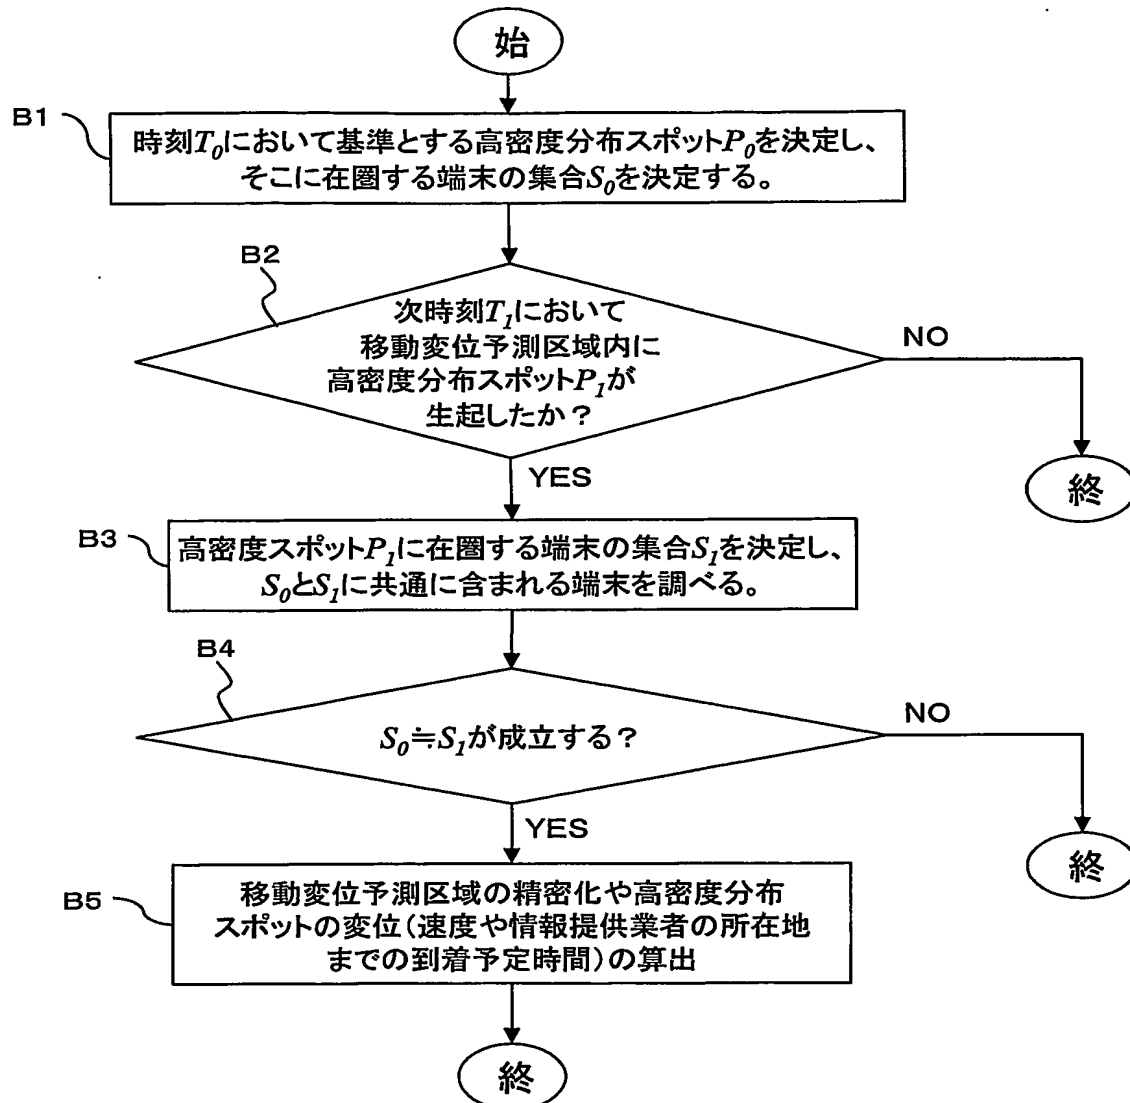 始
B1
時刻T0において基準とする高密度分布スポットP0を決定し、
そこに在圏する端末の集合S0を決定する。
B2
次時刻T1において
移動変位予測区域内に
高密度分布スポットP1が
生起したか？
NO
終
YES
B3
高密度スポットP1に在圏する端末の集合S1を決定し、
S0とS1に共通に含まれる端末を調べる。
B4
S0≒S1が成立する？
NO
終
YES
B5
移動変位予測区域の精密化や高密度分布
スポットの変位（速度や情報提供業者の所在地
までの到着予定時間）の算出
終